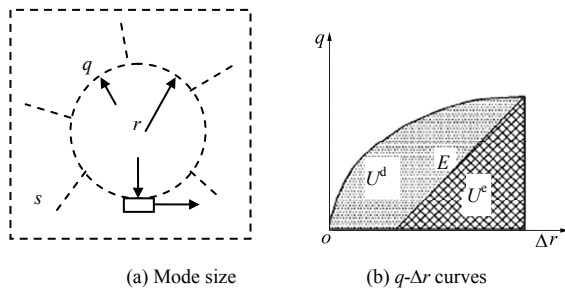 q
r
s
(a) Mode size
q
E
U^d
U^e
o
Δr
(b) q-Δr curves